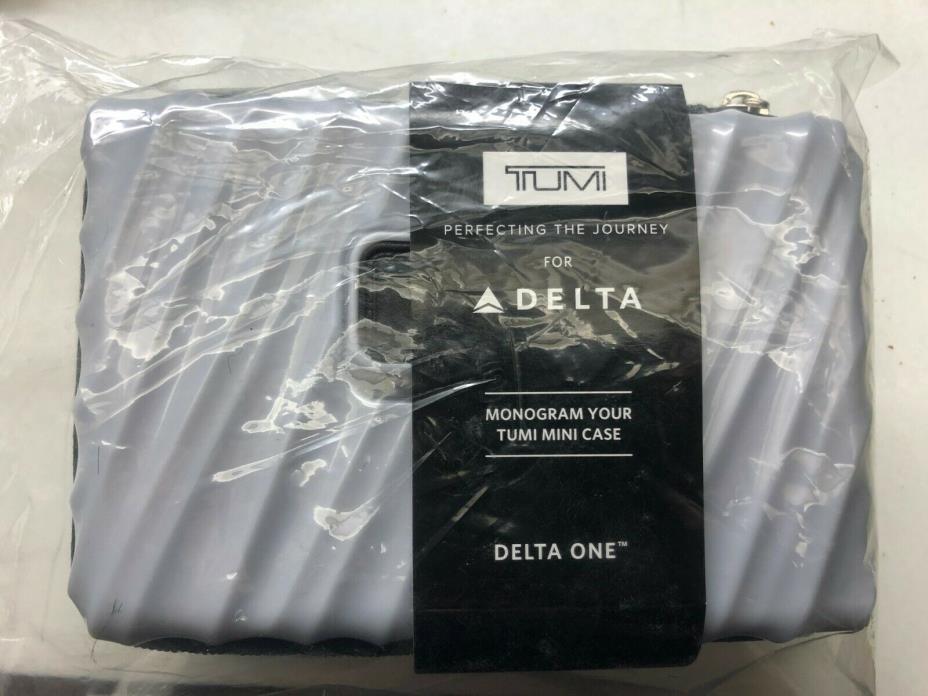 TUMI
PERFECTING THE JOURNEY
FOR
DELTA
MONOGRAM YOUR
TUMI MINI CASE
DELTA ONE™